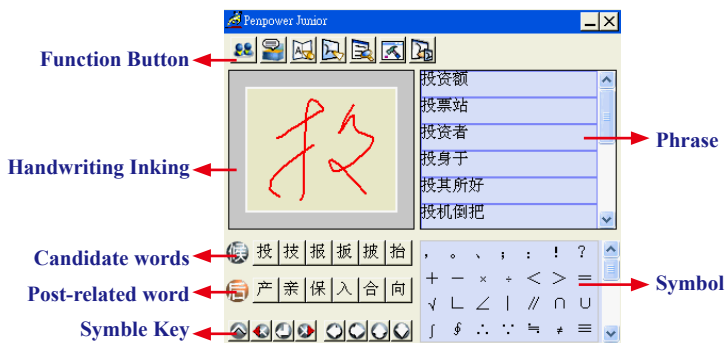 Penpower Junior
Function Button
投资额
投票站
投资者
Phrase
投身于
投其所好
投机倒把
投
Handwriting Inking
Candidate words
候 投 技 报 扳 披 抬
Post-related word
后 产 亲 保 入 合 向
Symble Key
, 。 、 ; : ! ?
+ − × ÷ < > =
√ ∟ ∠ | // ∩ ∪
∫ ∮ ∴ ∵ ≒ ≠ ≡
Symbol